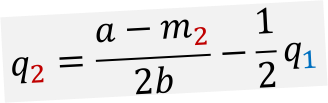 q₂ = (a − m₂)/(2b) − (1/2) q₁